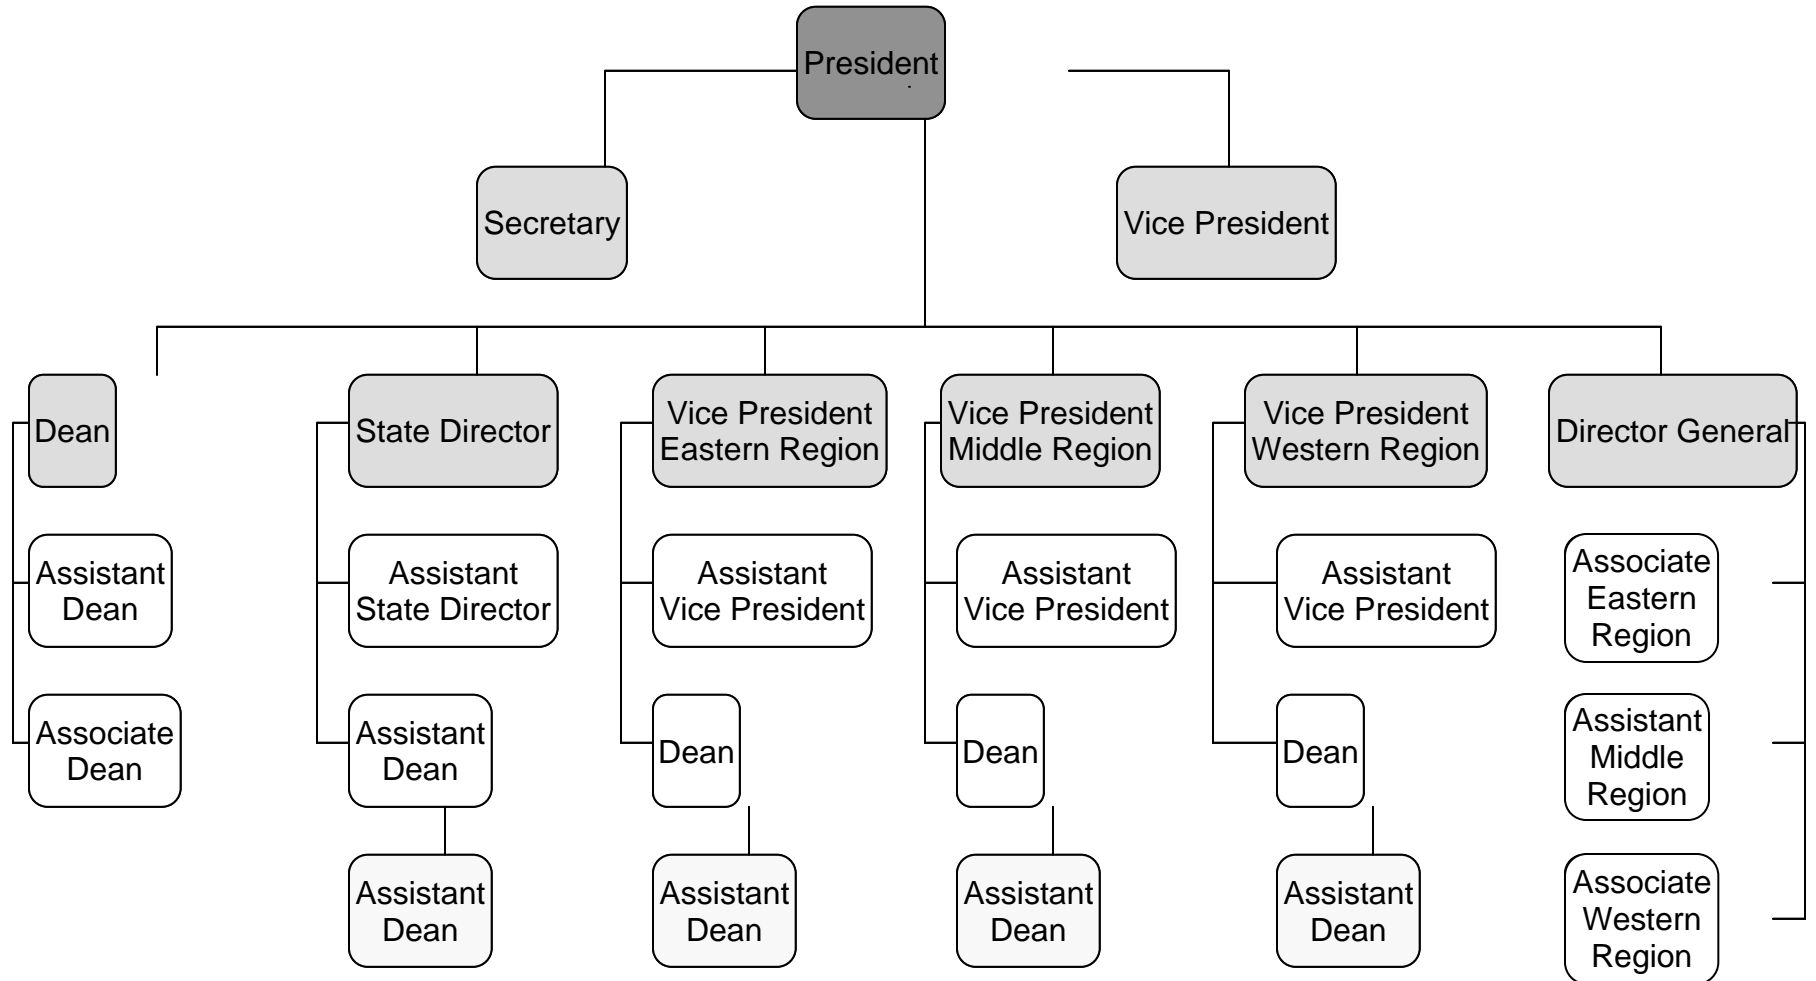 President
Secretary
Vice President
Dean
State Director
Vice President
Eastern Region
Vice President
Middle Region
Vice President
Western Region
Director General
Assistant
Dean
Assistant
State Director
Assistant
Vice President
Assistant
Vice President
Assistant
Vice President
Associate
Eastern
Region
Associate
Dean
Assistant
Dean
Dean
Dean
Dean
Assistant
Middle
Region
Assistant
Dean
Assistant
Dean
Assistant
Dean
Assistant
Dean
Associate
Western
Region